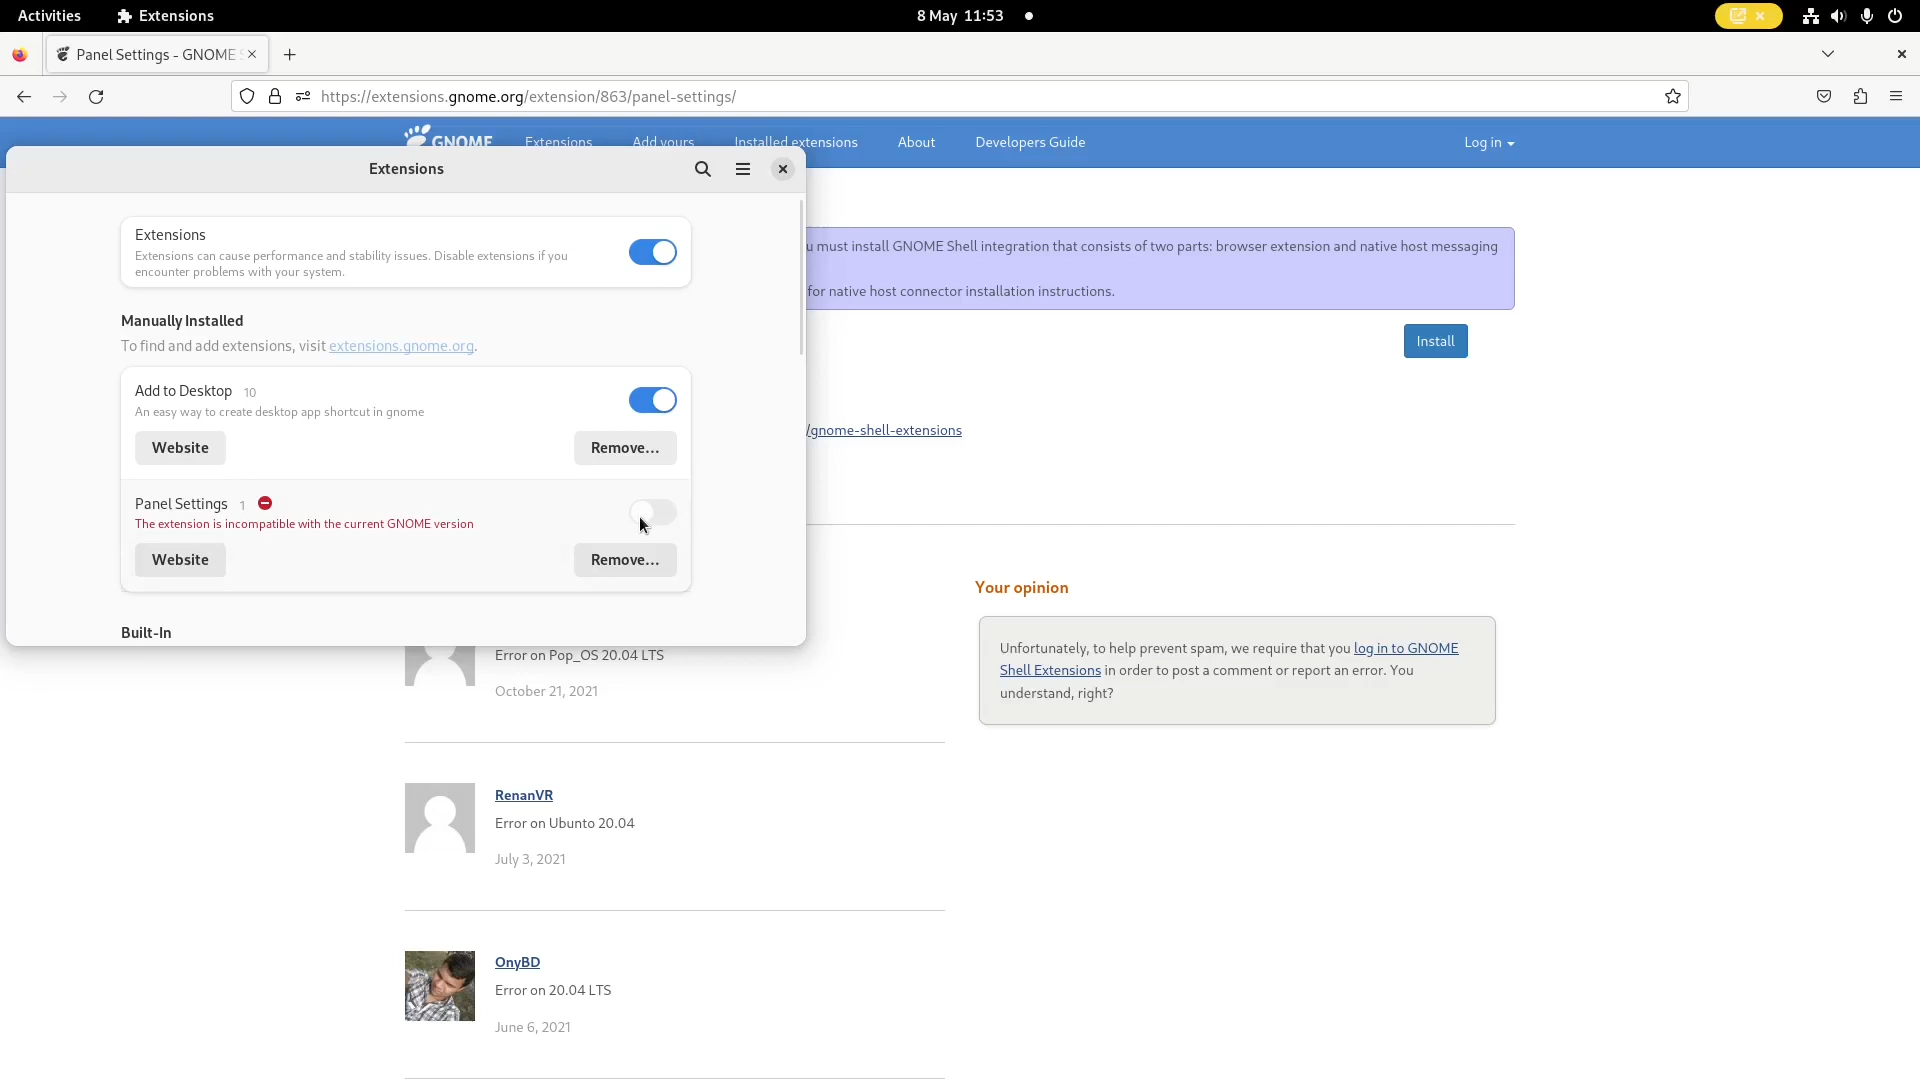 Activities
Extensions
8 May 11:53
Panel Settings - GNOME
https://extensions.gnome.org/extension/863/panel-settings/
GNOME
Extensions
Add yours
Installed extensions
About
Developers Guide
Log in
Extensions
Extensions
Extensions can cause performance and stability issues. Disable extensions if you
encounter problems with your system.
Manually Installed
To find and add extensions, visit extensions.gnome.org.
Add to Desktop 10
An easy way to create desktop app shortcut in gnome
Website
Remove…
Panel Settings 1
The extension is incompatible with the current GNOME version
Website
Remove…
Built-In
must install GNOME Shell integration that consists of two parts: browser extension and native host messaging
for native host connector installation instructions.
Install
/gnome-shell-extensions
Your opinion
Unfortunately, to help prevent spam, we require that you log in to GNOME
Shell Extensions in order to post a comment or report an error. You
understand, right?
Error on Pop_OS 20.04 LTS
October 21, 2021
RenanVR
Error on Ubunto 20.04
July 3, 2021
OnyBD
Error on 20.04 LTS
June 6, 2021